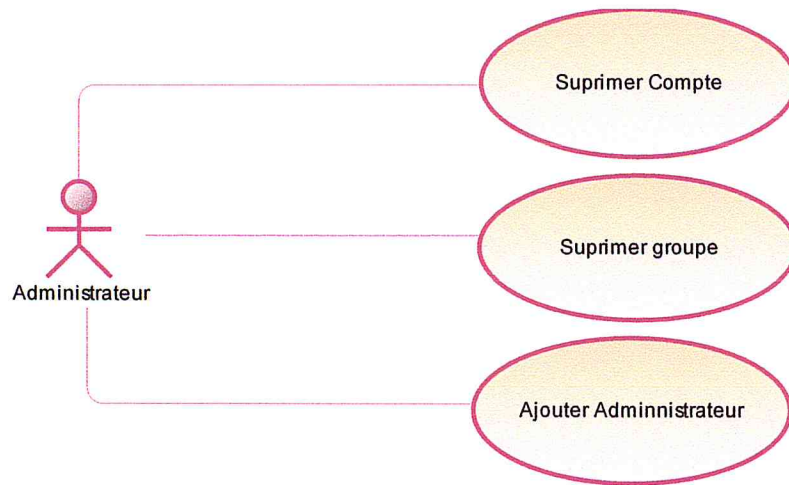 Suprimer Compte
Suprimer groupe
Administrateur
Ajouter Adminnistrateur